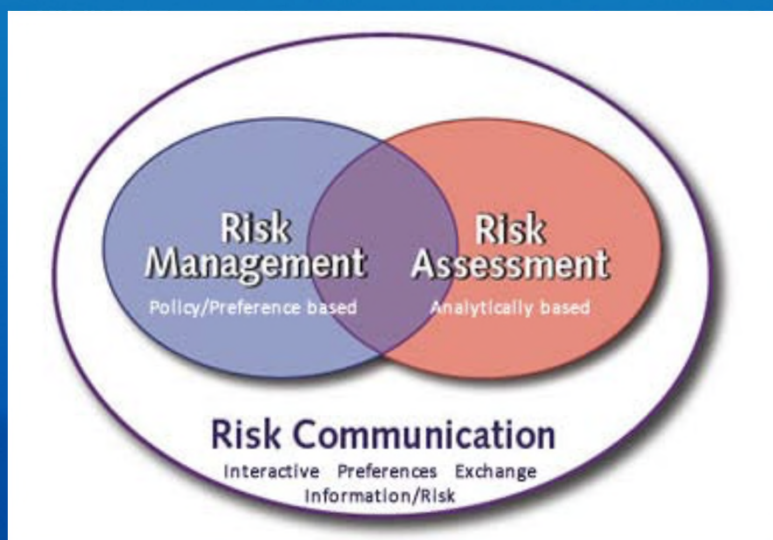 Risk
Management
Policy/Preference based
Risk
Assessment
Analytically based
Risk Communication
Interactive Preferences Exchange
Information/Risk